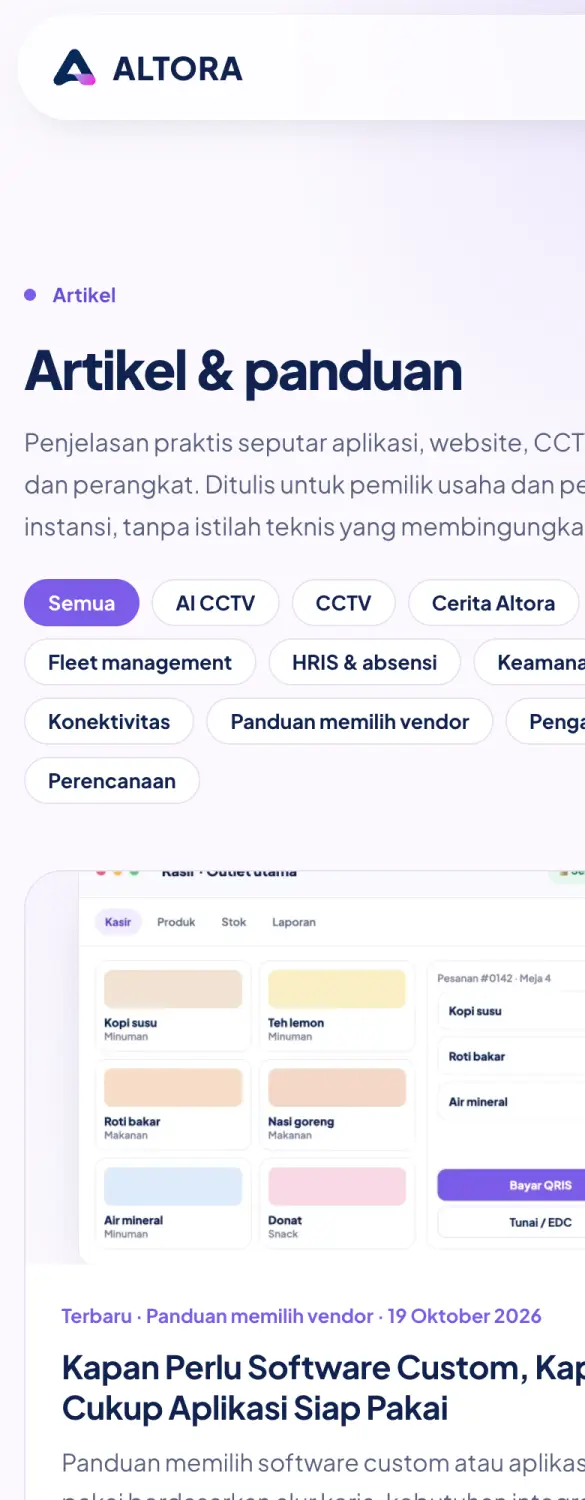 ALTORA
Artikel
Artikel & panduan
Penjelasan praktis seputar aplikasi, website, CCT
dan perangkat. Ditulis untuk pemilik usaha dan pe
instansi, tanpa istilah teknis yang membingungka
Semua
AI CCTV
CCTV
Cerita Altora
Fleet management
HRIS & absensi
Keamana
Konektivitas
Panduan memilih vendor
Penga
Perencanaan
Kasir · Outlet utama
Kasir
Produk
Stok
Laporan
Kopi susu
Minuman
Teh lemon
Minuman
Roti bakar
Makanan
Nasi goreng
Makanan
Air mineral
Minuman
Donat
Snack
Pesanan #0142 · Meja 4
Kopi susu
Roti bakar
Air mineral
Bayar QRIS
Tunai / EDC
Terbaru · Panduan memilih vendor · 19 Oktober 2026
Kapan Perlu Software Custom, Kap
Cukup Aplikasi Siap Pakai
Panduan memilih software custom atau aplikas